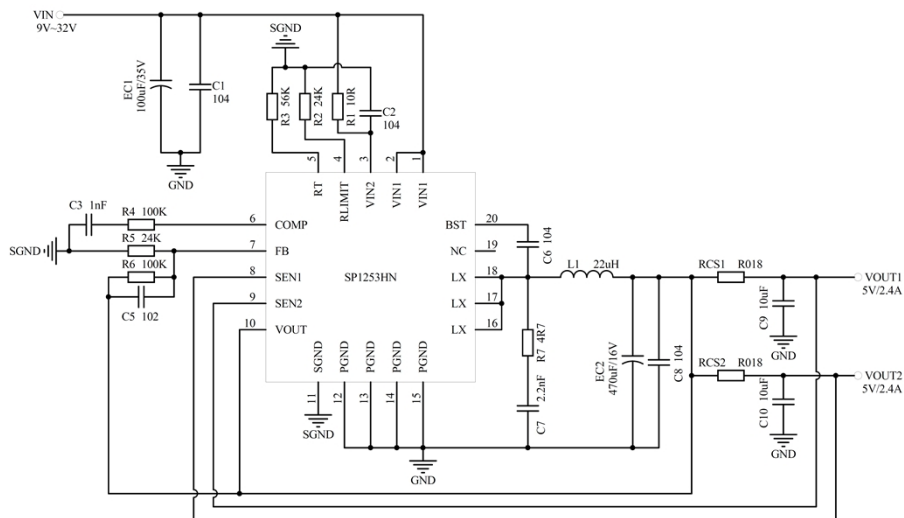 VIN
9V~32V
SGND
EC1
100uF/35V
C1
104
R3 56K
R2 24K
R1 10R
C2
104
GND
5
4
3
2
1
RT
RLIMIT
VIN2
VIN1
VIN1
C3 1nF
R4 100K
6
COMP
BST
20
R5 24K
7
FB
NC
19
C6 104
SGND
R6 100K
8
SEN1
SP1253HN
LX
18
L1 22uH
RCS1 R018
VOUT1
5V/2.4A
C5 102
9
SEN2
LX
17
C9 10uF
GND
10
VOUT
LX
16
R7 4R7
EC2
470uF/16V
C8 104
RCS2 R018
VOUT2
5V/2.4A
SGND
PGND
PGND
PGND
PGND
2.2nF
C7
C10 10uF
GND
11
12
13
14
15
SGND
GND